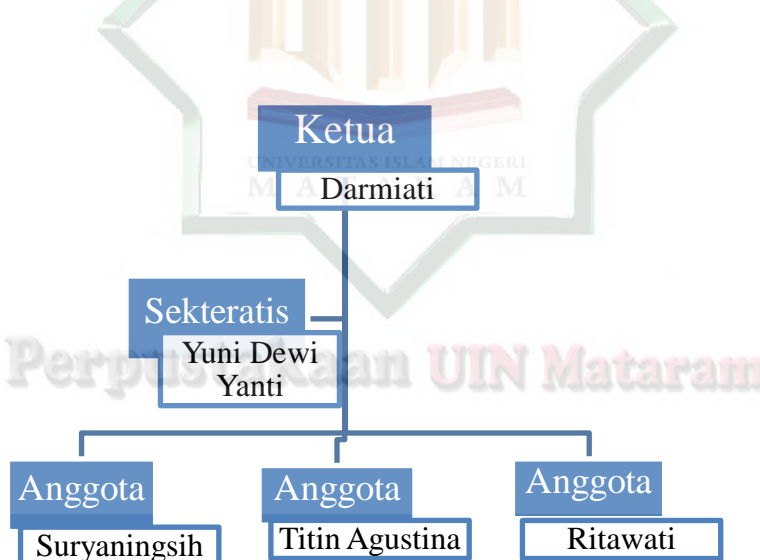 Ketua
UNIVERSITAS ISLAM NEGERI
M A T A R A M
Darmiati
Sekteratis
Yuni Dewi
Yanti
Perpustakaan UIN Mataram
Anggota
Suryaningsih
Anggota
Titin Agustina
Anggota
Ritawati